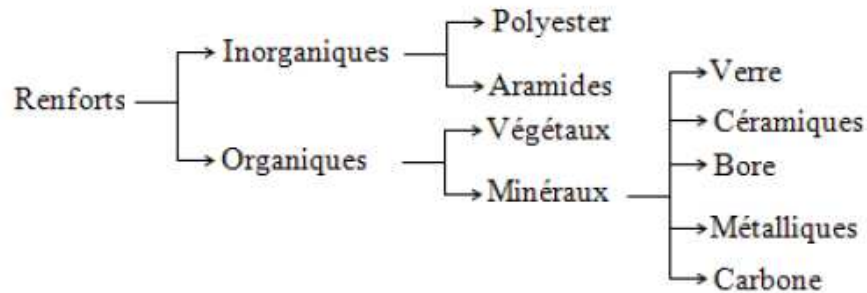 Renforts
Inorganiques
Polyester
Aramides
Organiques
Végétaux
Minéraux
Verre
Céramiques
Bore
Métalliques
Carbone